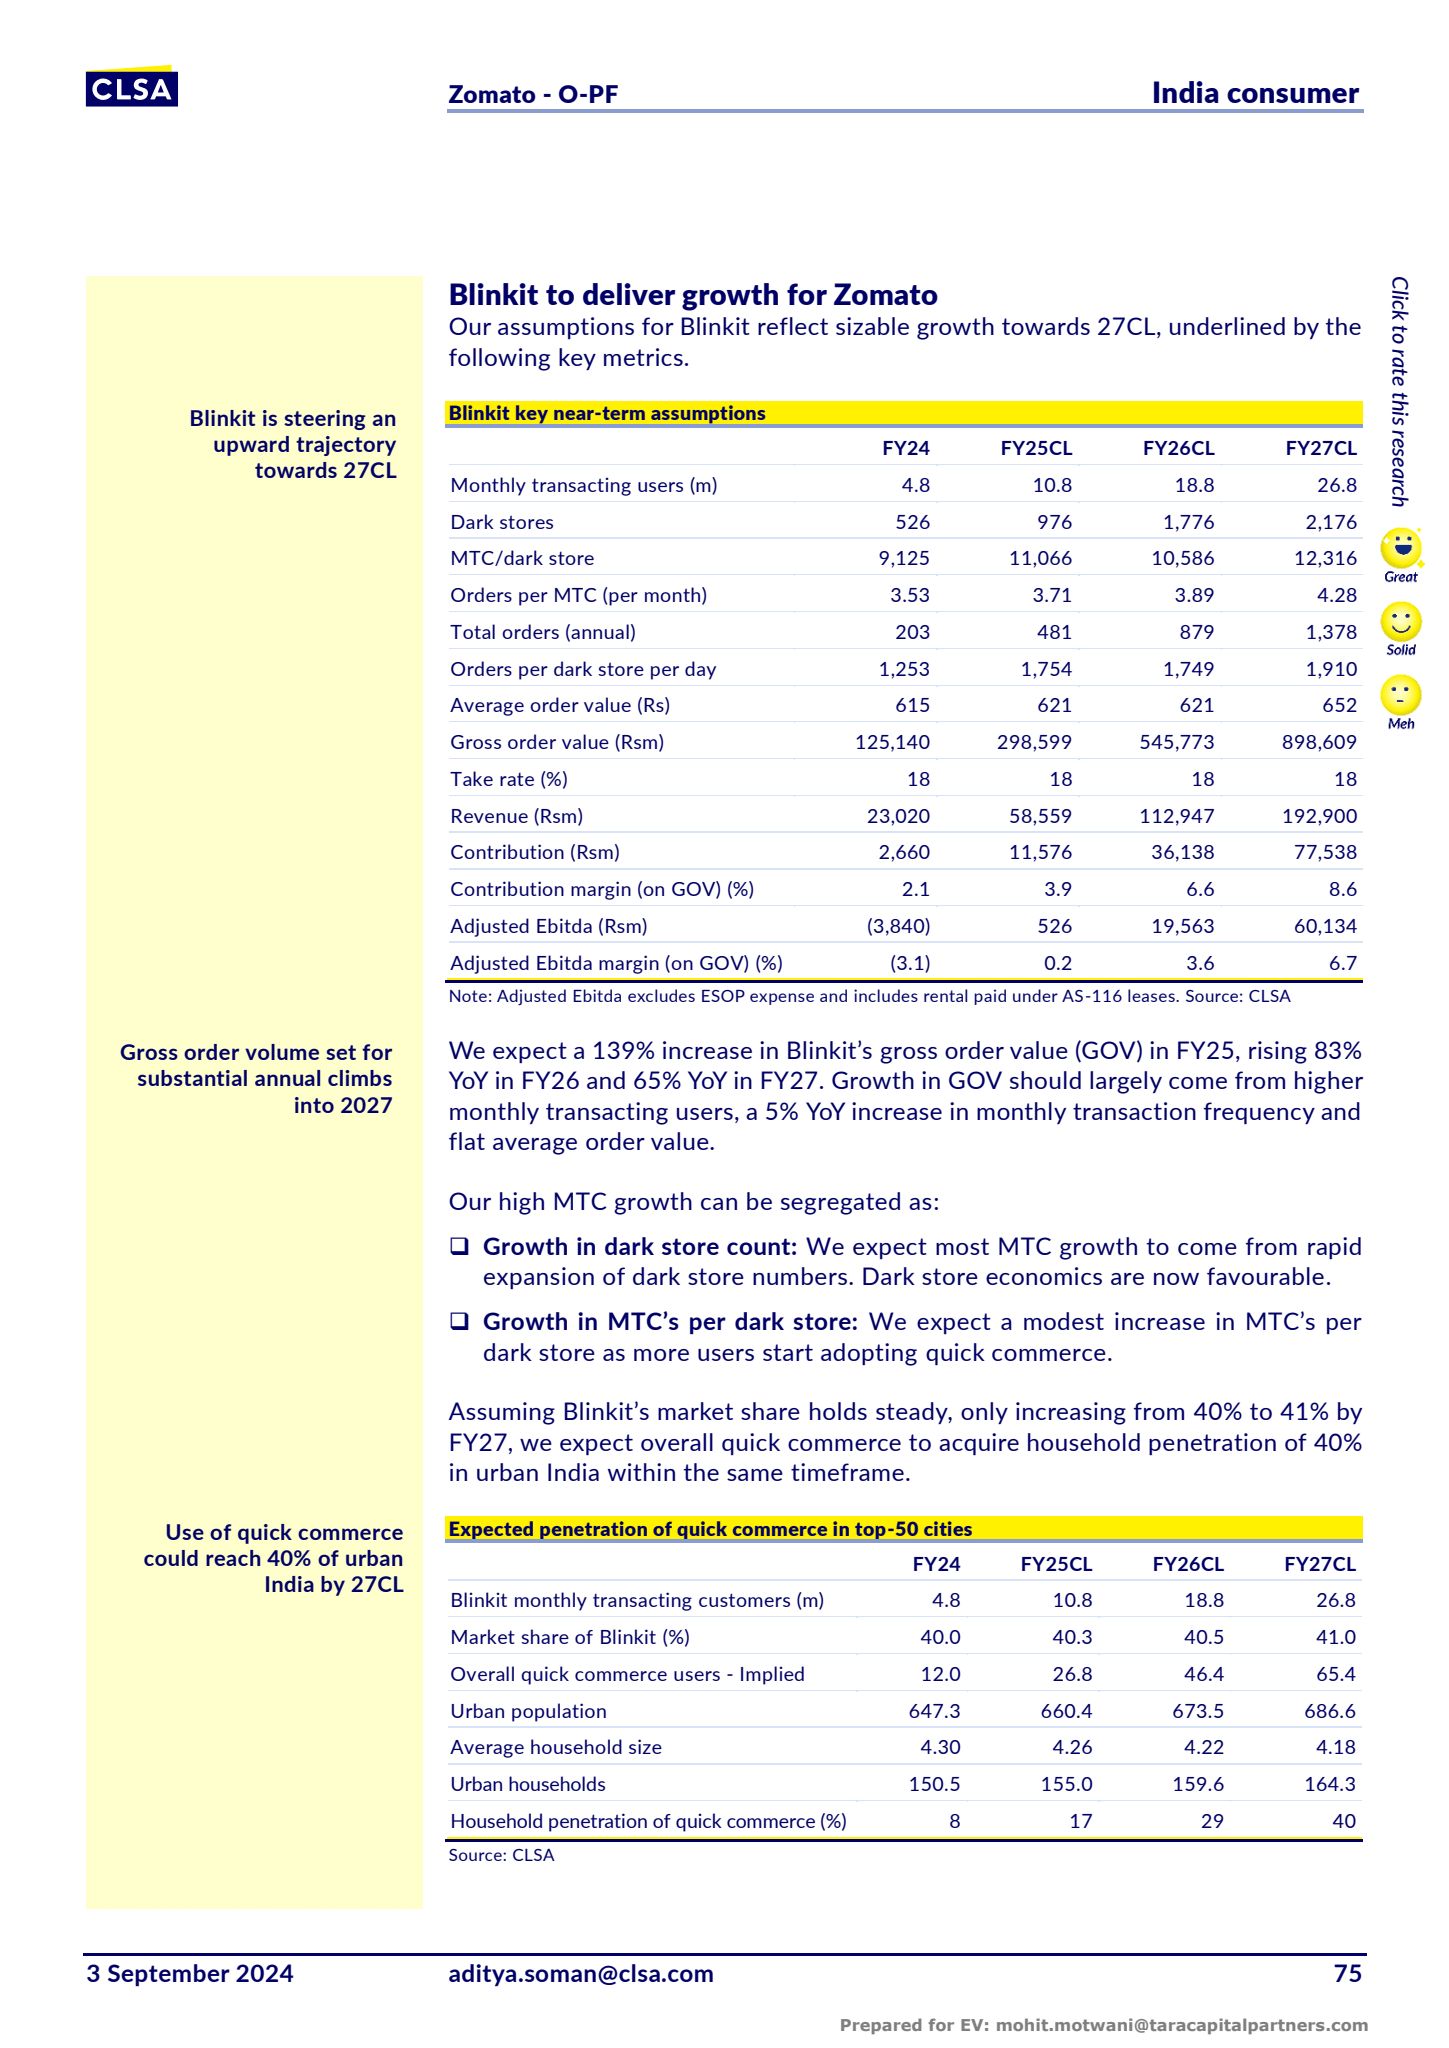 CLSA
Zomato - O-PF
India consumer
Blinkit to deliver growth for Zomato
Our assumptions for Blinkit reflect sizable growth towards 27CL, underlined by the
following key metrics.
Blinkit is steering an
upward trajectory
towards 27CL
Blinkit key near-term assumptions
FY24 FY25CL FY26CL FY27CL
Monthly transacting users (m) 4.8 10.8 18.8 26.8
Dark stores 526 976 1,776 2,176
MTC/dark store 9,125 11,066 10,586 12,316
Orders per MTC (per month) 3.53 3.71 3.89 4.28
Total orders (annual) 203 481 879 1,378
Orders per dark store per day 1,253 1,754 1,749 1,910
Average order value (Rs) 615 621 621 652
Gross order value (Rsm) 125,140 298,599 545,773 898,609
Take rate (%) 18 18 18 18
Revenue (Rsm) 23,020 58,559 112,947 192,900
Contribution (Rsm) 2,660 11,576 36,138 77,538
Contribution margin (on GOV) (%) 2.1 3.9 6.6 8.6
Adjusted Ebitda (Rsm) (3,840) 526 19,563 60,134
Adjusted Ebitda margin (on GOV) (%) (3.1) 0.2 3.6 6.7
Note: Adjusted Ebitda excludes ESOP expense and includes rental paid under AS-116 leases. Source: CLSA
Gross order volume set for
substantial annual climbs
into 2027
We expect a 139% increase in Blinkit’s gross order value (GOV) in FY25, rising 83%
YoY in FY26 and 65% YoY in FY27. Growth in GOV should largely come from higher
monthly transacting users, a 5% YoY increase in monthly transaction frequency and
flat average order value.
Our high MTC growth can be segregated as:
❑ Growth in dark store count: We expect most MTC growth to come from rapid
expansion of dark store numbers. Dark store economics are now favourable.
❑ Growth in MTC’s per dark store: We expect a modest increase in MTC’s per
dark store as more users start adopting quick commerce.
Assuming Blinkit’s market share holds steady, only increasing from 40% to 41% by
FY27, we expect overall quick commerce to acquire household penetration of 40%
in urban India within the same timeframe.
Use of quick commerce
could reach 40% of urban
India by 27CL
Expected penetration of quick commerce in top-50 cities
FY24 FY25CL FY26CL FY27CL
Blinkit monthly transacting customers (m) 4.8 10.8 18.8 26.8
Market share of Blinkit (%) 40.0 40.3 40.5 41.0
Overall quick commerce users - Implied 12.0 26.8 46.4 65.4
Urban population 647.3 660.4 673.5 686.6
Average household size 4.30 4.26 4.22 4.18
Urban households 150.5 155.0 159.6 164.3
Household penetration of quick commerce (%) 8 17 29 40
Source: CLSA
Click to rate this research
Great
Solid
Meh
3 September 2024
aditya.soman@clsa.com
75
Prepared for EV: mohit.motwani@taracapitalpartners.com